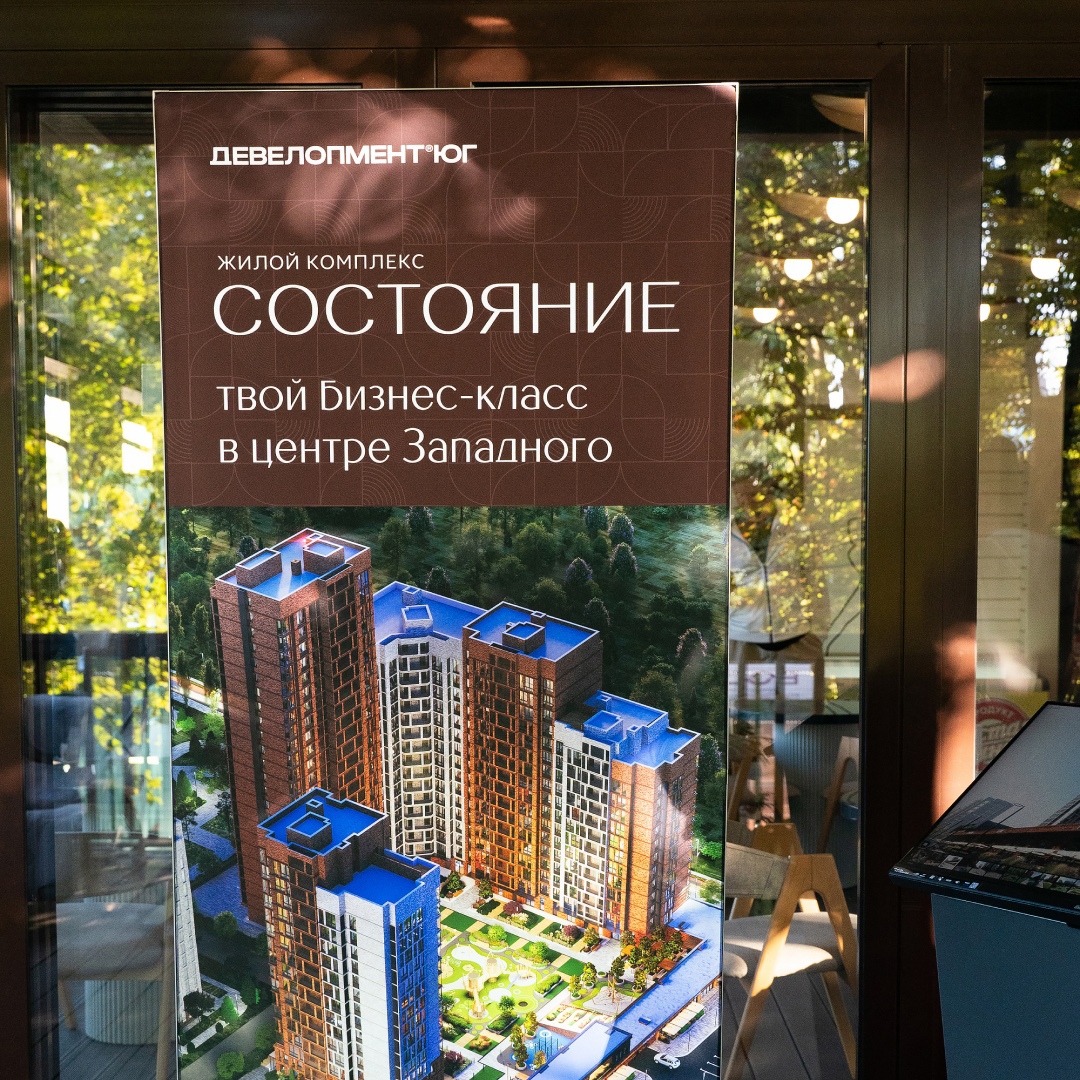 ДЕВЕЛОПМЕНТ®ЮГ
ЖИЛОЙ КОМПЛЕКС
СОСТОЯНИЕ
твой Бизнес-класс
в центре Западного